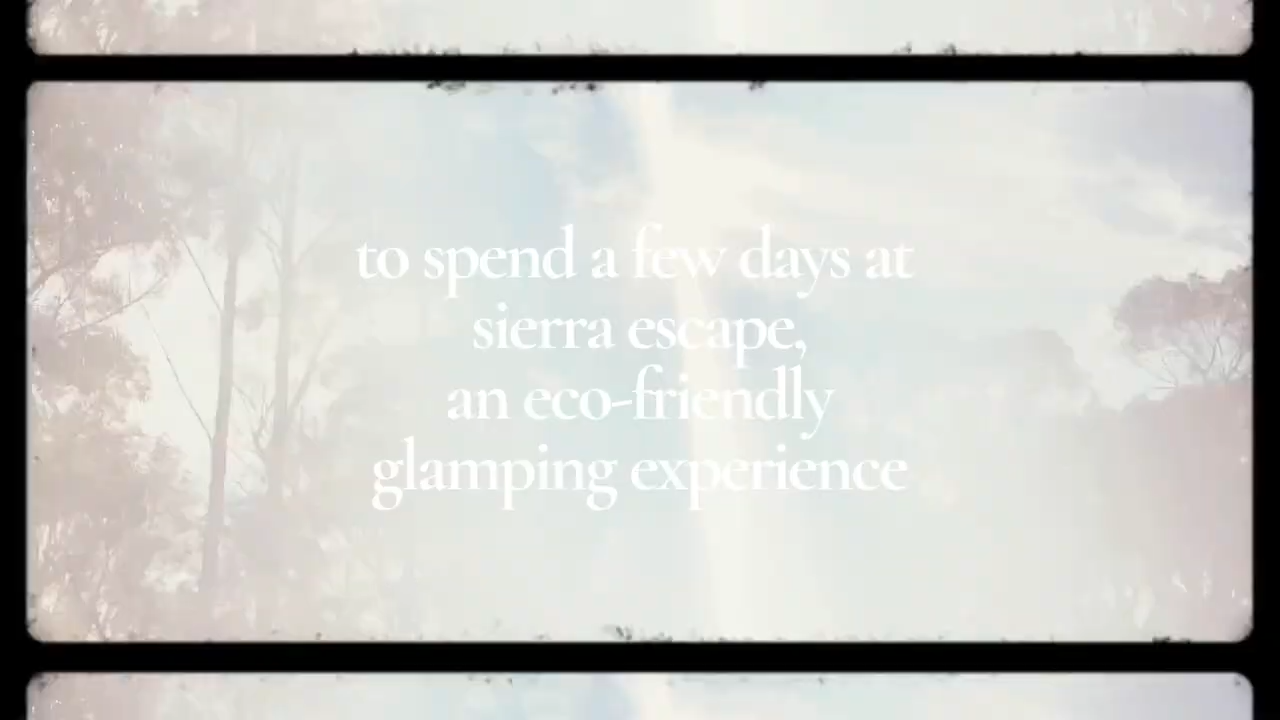 to spend a few days at
sierra escape,
an eco-friendly
glamping experience